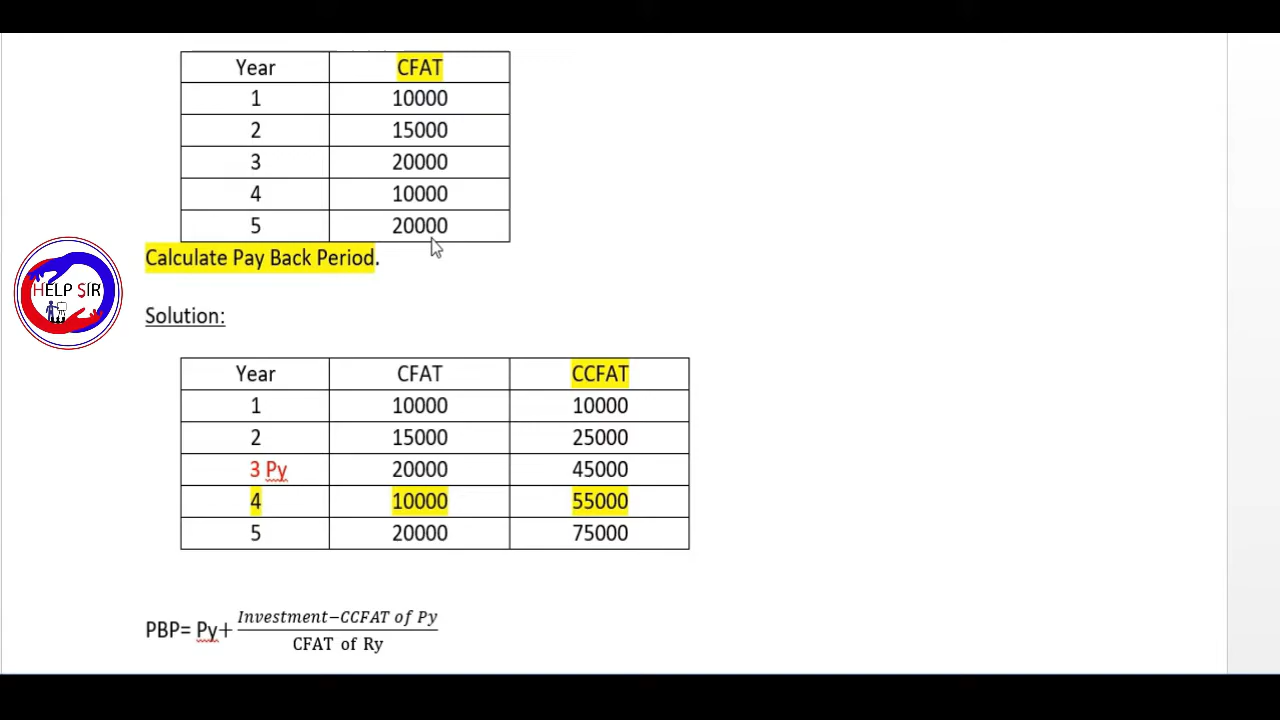 Year CFAT
1 10000
2 15000
3 20000
4 10000
5 20000
Calculate Pay Back Period.
HELP SIR
Solution:
Year CFAT CCFAT
1 10000 10000
2 15000 25000
3 Py 20000 45000
4 10000 55000
5 20000 75000
Investment−CCFAT of Py
PBP= Py+
CFAT of Ry